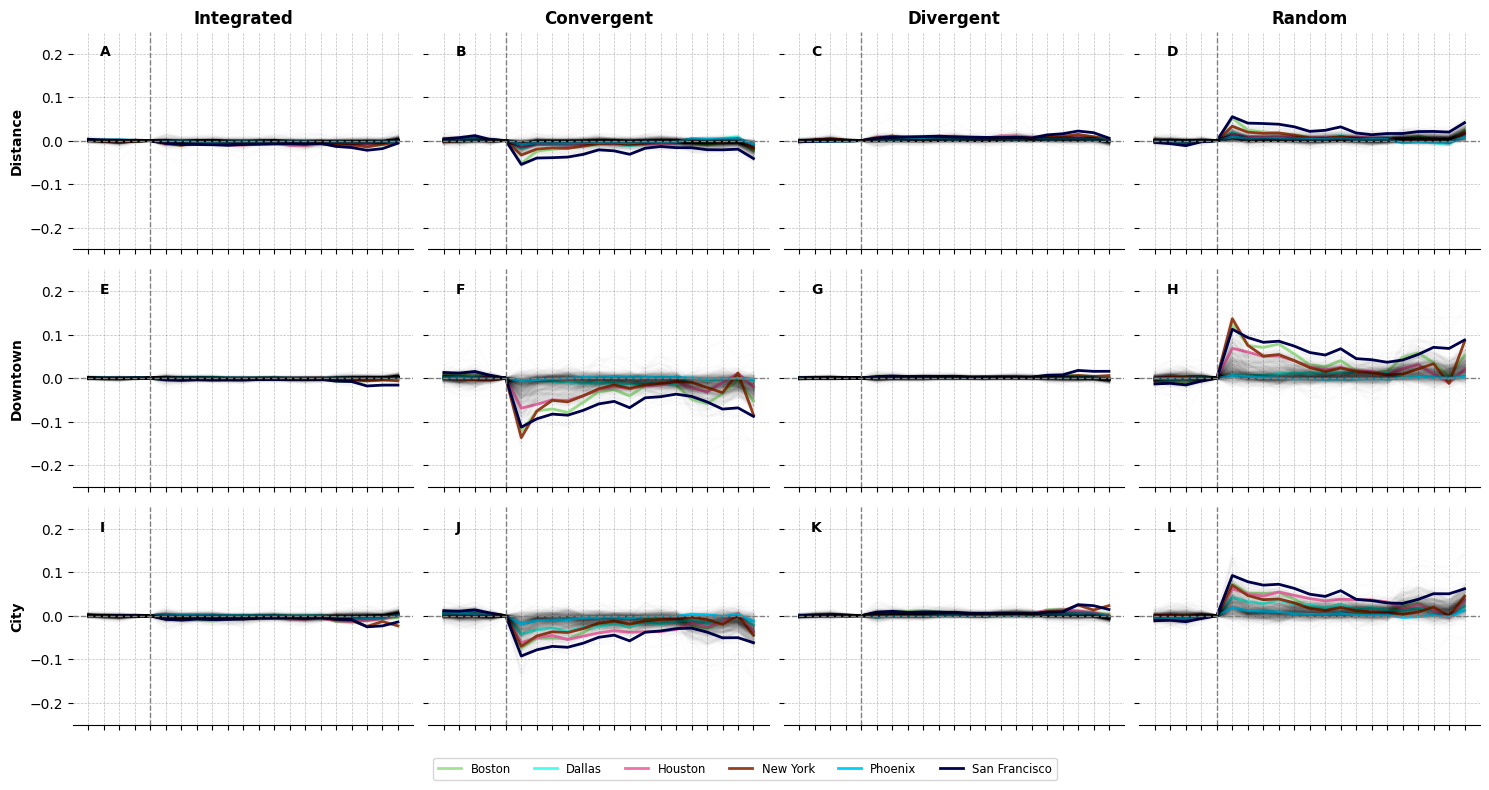 Integrated Convergent Divergent Random
Distance
A B C D
0.2
0.1
0.0
−0.1
−0.2
Downtown
E F G H
0.2
0.1
0.0
−0.1
−0.2
City
I J K L
0.2
0.1
0.0
−0.1
−0.2
Boston Dallas Houston New York Phoenix San Francisco